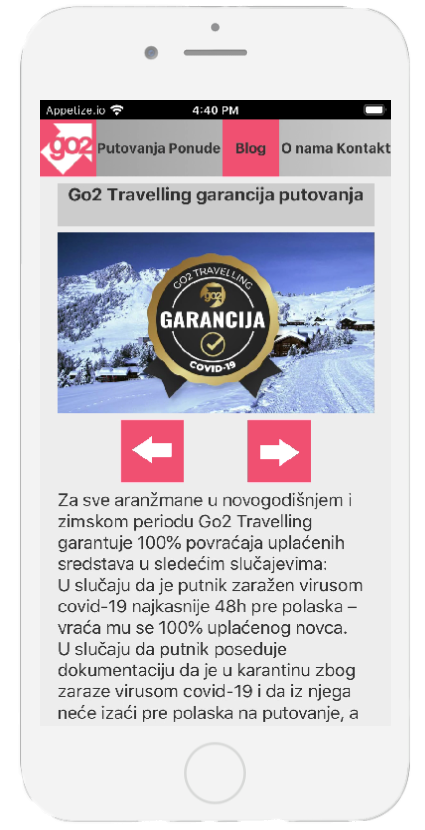 Appetize.io 4:40 PM
go2 Putovanja Ponude Blog O nama Kontakt
Go2 Travelling garancija putovanja
GO2 TRAVELLING
go2
GARANCIJA
COVID-19
Za sve aranžmane u novogodišnjem i
zimskom periodu Go2 Travelling
garantuje 100% povraćaja uplaćenih
sredstava u sledećim slučajevima:
U slučaju da je putnik zaražen virusom
covid-19 najkasnije 48h pre polaska –
vraća mu se 100% uplaćenog novca.
U slučaju da putnik poseduje
dokumentaciju da je u karantinu zbog
zaraze virusom covid-19 i da iz njega
neće izaći pre polaska na putovanje, a